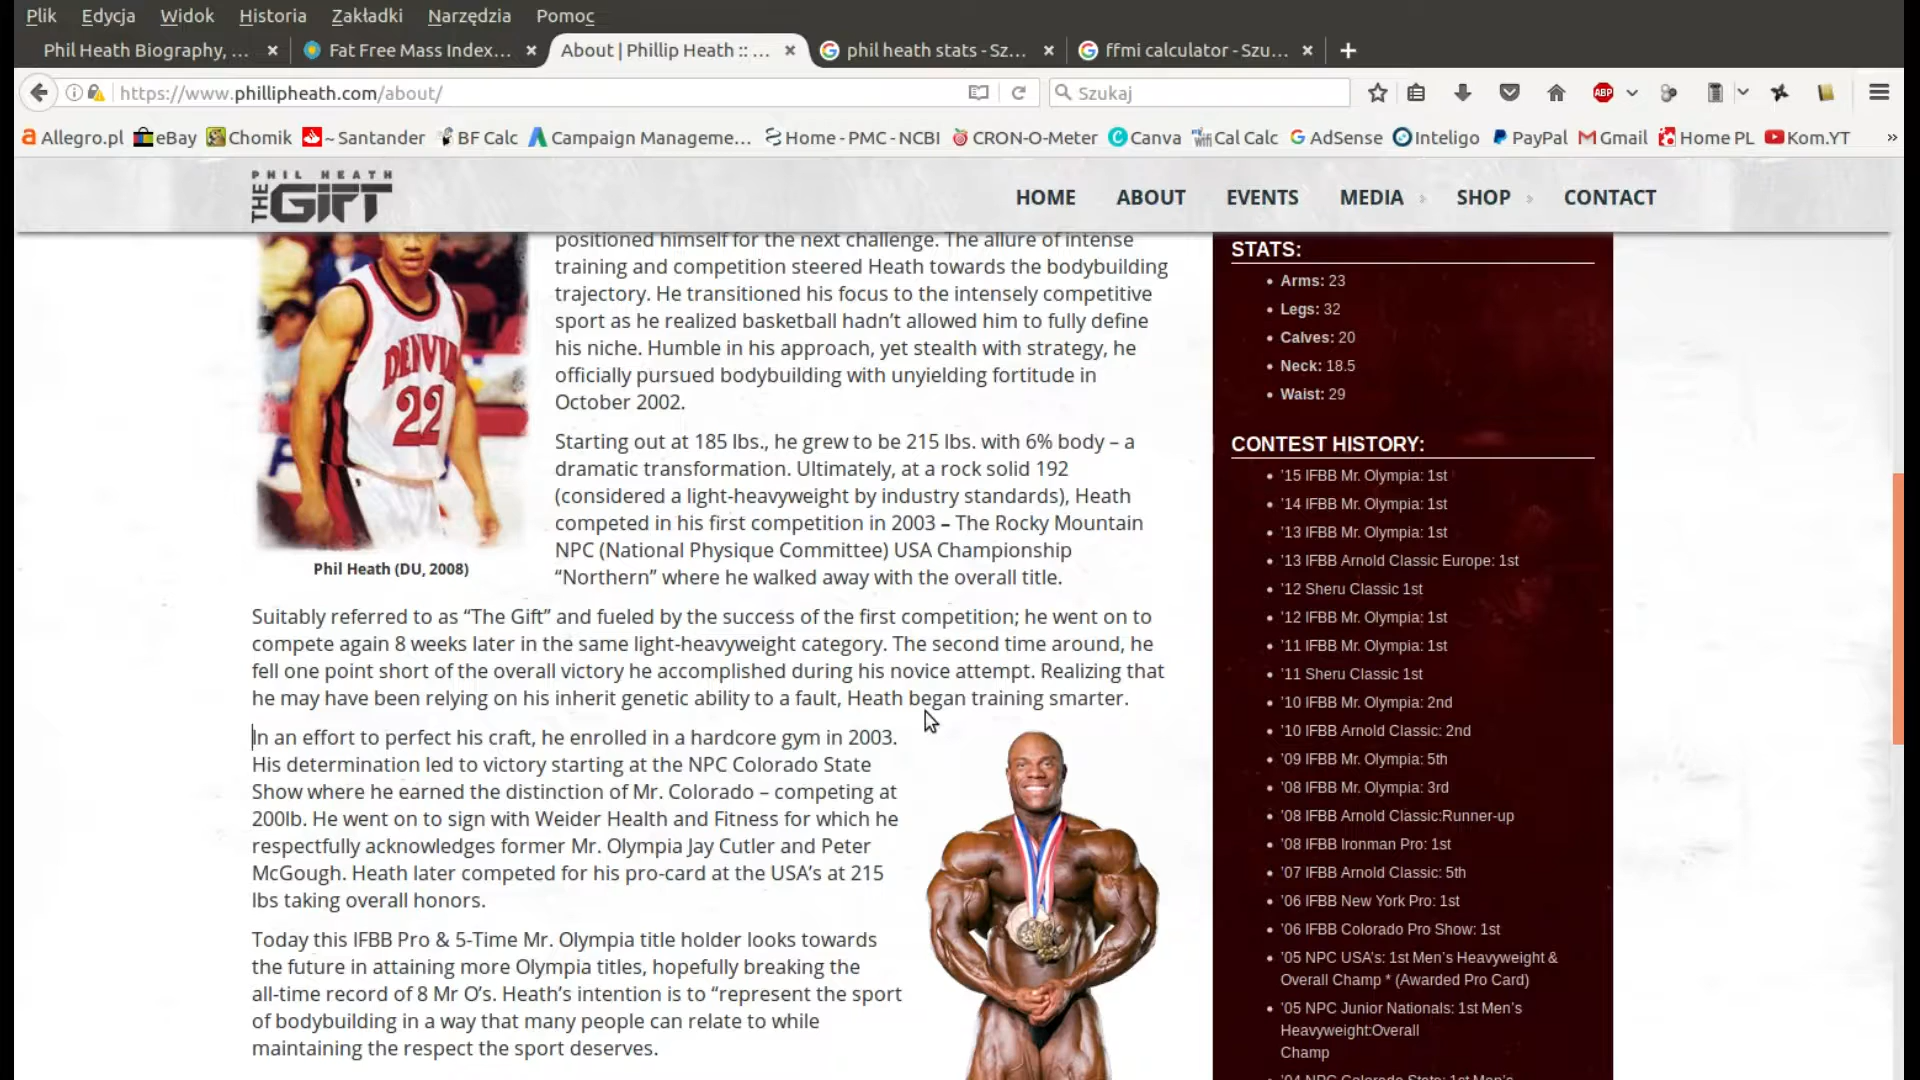 Plik Edycja Widok Historia Zakładki Narzędzia Pomoc
Phil Heath Biography, ... × Fat Free Mass Index... × About | Phillip Heath :: ... × phil heath stats - Sz... × ffmi calculator - Szu... × +
https://www.phillipheath.com/about/ Szukaj ABP
Allegro.pl eBay Chomik ~ Santander BF Calc Campaign Manageme... Home - PMC - NCBI CRON-O-Meter Canva Cal Calc AdSense Inteligo PayPal Gmail Home PL Kom.YT »
PHIL HEATH
THE GIFT
HOME ABOUT EVENTS MEDIA SHOP CONTACT
DENVER
22
Phil Heath (DU, 2008)
positioned himself for the next challenge. The allure of intense
training and competition steered Heath towards the bodybuilding
trajectory. He transitioned his focus to the intensely competitive
sport as he realized basketball hadn’t allowed him to fully define
his niche. Humble in his approach, yet stealth with strategy, he
officially pursued bodybuilding with unyielding fortitude in
October 2002.
Starting out at 185 lbs., he grew to be 215 lbs. with 6% body – a
dramatic transformation. Ultimately, at a rock solid 192
(considered a light-heavyweight by industry standards), Heath
competed in his first competition in 2003 – The Rocky Mountain
NPC (National Physique Committee) USA Championship
“Northern” where he walked away with the overall title.
Suitably referred to as “The Gift” and fueled by the success of the first competition; he went on to
compete again 8 weeks later in the same light-heavyweight category. The second time around, he
fell one point short of the overall victory he accomplished during his novice attempt. Realizing that
he may have been relying on his inherit genetic ability to a fault, Heath began training smarter.
In an effort to perfect his craft, he enrolled in a hardcore gym in 2003.
His determination led to victory starting at the NPC Colorado State
Show where he earned the distinction of Mr. Colorado – competing at
200lb. He went on to sign with Weider Health and Fitness for which he
respectfully acknowledges former Mr. Olympia Jay Cutler and Peter
McGough. Heath later competed for his pro-card at the USA’s at 215
lbs taking overall honors.
Today this IFBB Pro & 5-Time Mr. Olympia title holder looks towards
the future in attaining more Olympia titles, hopefully breaking the
all-time record of 8 Mr O’s. Heath’s intention is to “represent the sport
of bodybuilding in a way that many people can relate to while
maintaining the respect the sport deserves.
STATS:
Arms: 23
Legs: 32
Calves: 20
Neck: 18.5
Waist: 29
CONTEST HISTORY:
’15 IFBB Mr. Olympia: 1st
’14 IFBB Mr. Olympia: 1st
’13 IFBB Mr. Olympia: 1st
’13 IFBB Arnold Classic Europe: 1st
’12 Sheru Classic 1st
’12 IFBB Mr. Olympia: 1st
’11 IFBB Mr. Olympia: 1st
’11 Sheru Classic 1st
’10 IFBB Mr. Olympia: 2nd
’10 IFBB Arnold Classic: 2nd
’09 IFBB Mr. Olympia: 5th
’08 IFBB Mr. Olympia: 3rd
’08 IFBB Arnold Classic:Runner-up
’08 IFBB Ironman Pro: 1st
’07 IFBB Arnold Classic: 5th
’06 IFBB New York Pro: 1st
’06 IFBB Colorado Pro Show: 1st
’05 NPC USA’s: 1st Men’s Heavyweight &
Overall Champ * (Awarded Pro Card)
’05 NPC Junior Nationals: 1st Men’s
Heavyweight:Overall
Champ
’04 NPC Colorado State: 1st Men’s